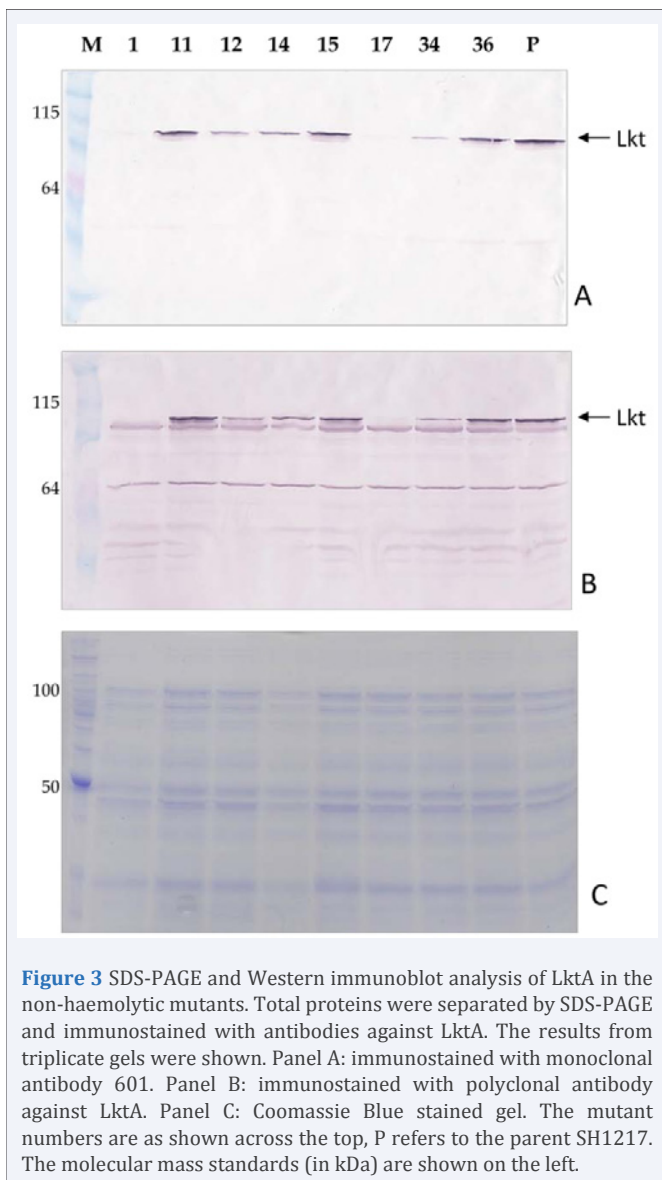 M 1 11 12 14 15 17 34 36 P
115
Lkt
64
A
115
Lkt
64
B
100
50
C
Figure 3 SDS-PAGE and Western immunoblot analysis of LktA in the
non-haemolytic mutants. Total proteins were separated by SDS-PAGE
and immunostained with antibodies against LktA. The results from
triplicate gels were shown. Panel A: immunostained with monoclonal
antibody 601. Panel B: immunostained with polyclonal antibody
against LktA. Panel C: Coomassie Blue stained gel. The mutant
numbers are as shown across the top, P refers to the parent SH1217.
The molecular mass standards (in kDa) are shown on the left.